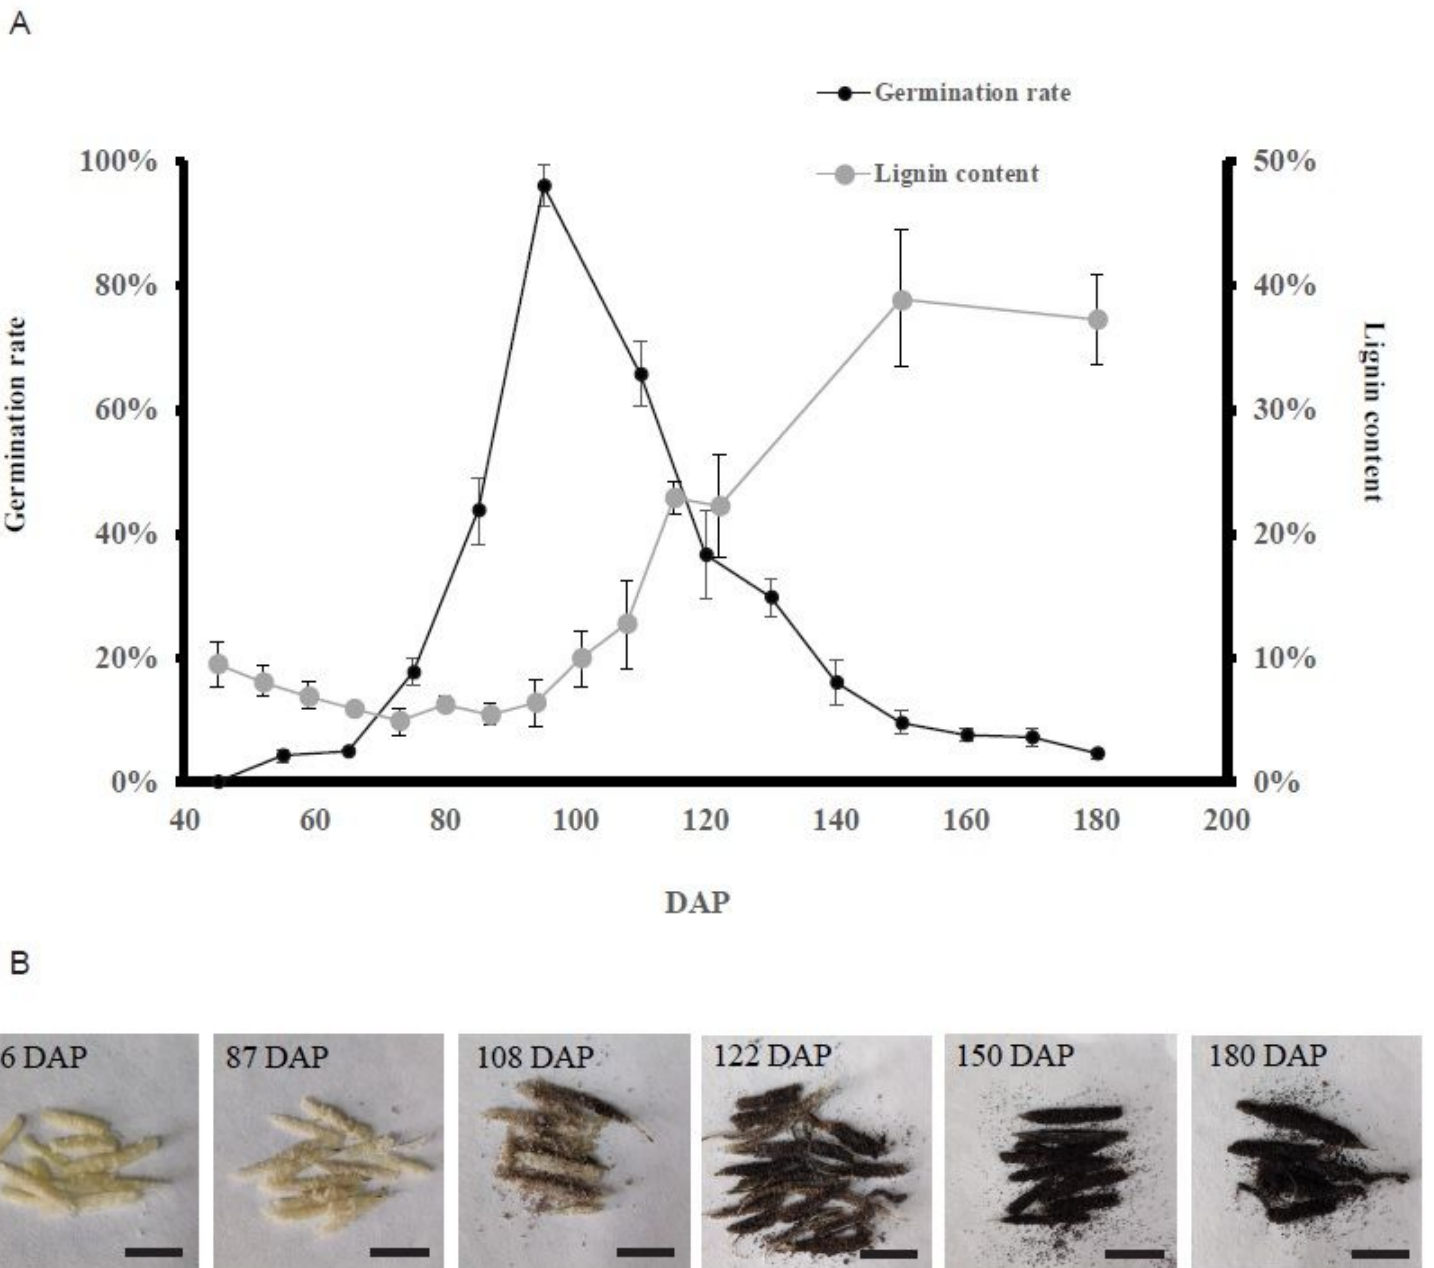 A
Germination rate
Lignin content
100%
80%
60%
40%
20%
0%
50%
40%
30%
20%
10%
0%
Germination rate
Lignin content
40 60 80 100 120 140 160 180 200
DAP
B
6 DAP 87 DAP 108 DAP 122 DAP 150 DAP 180 DAP